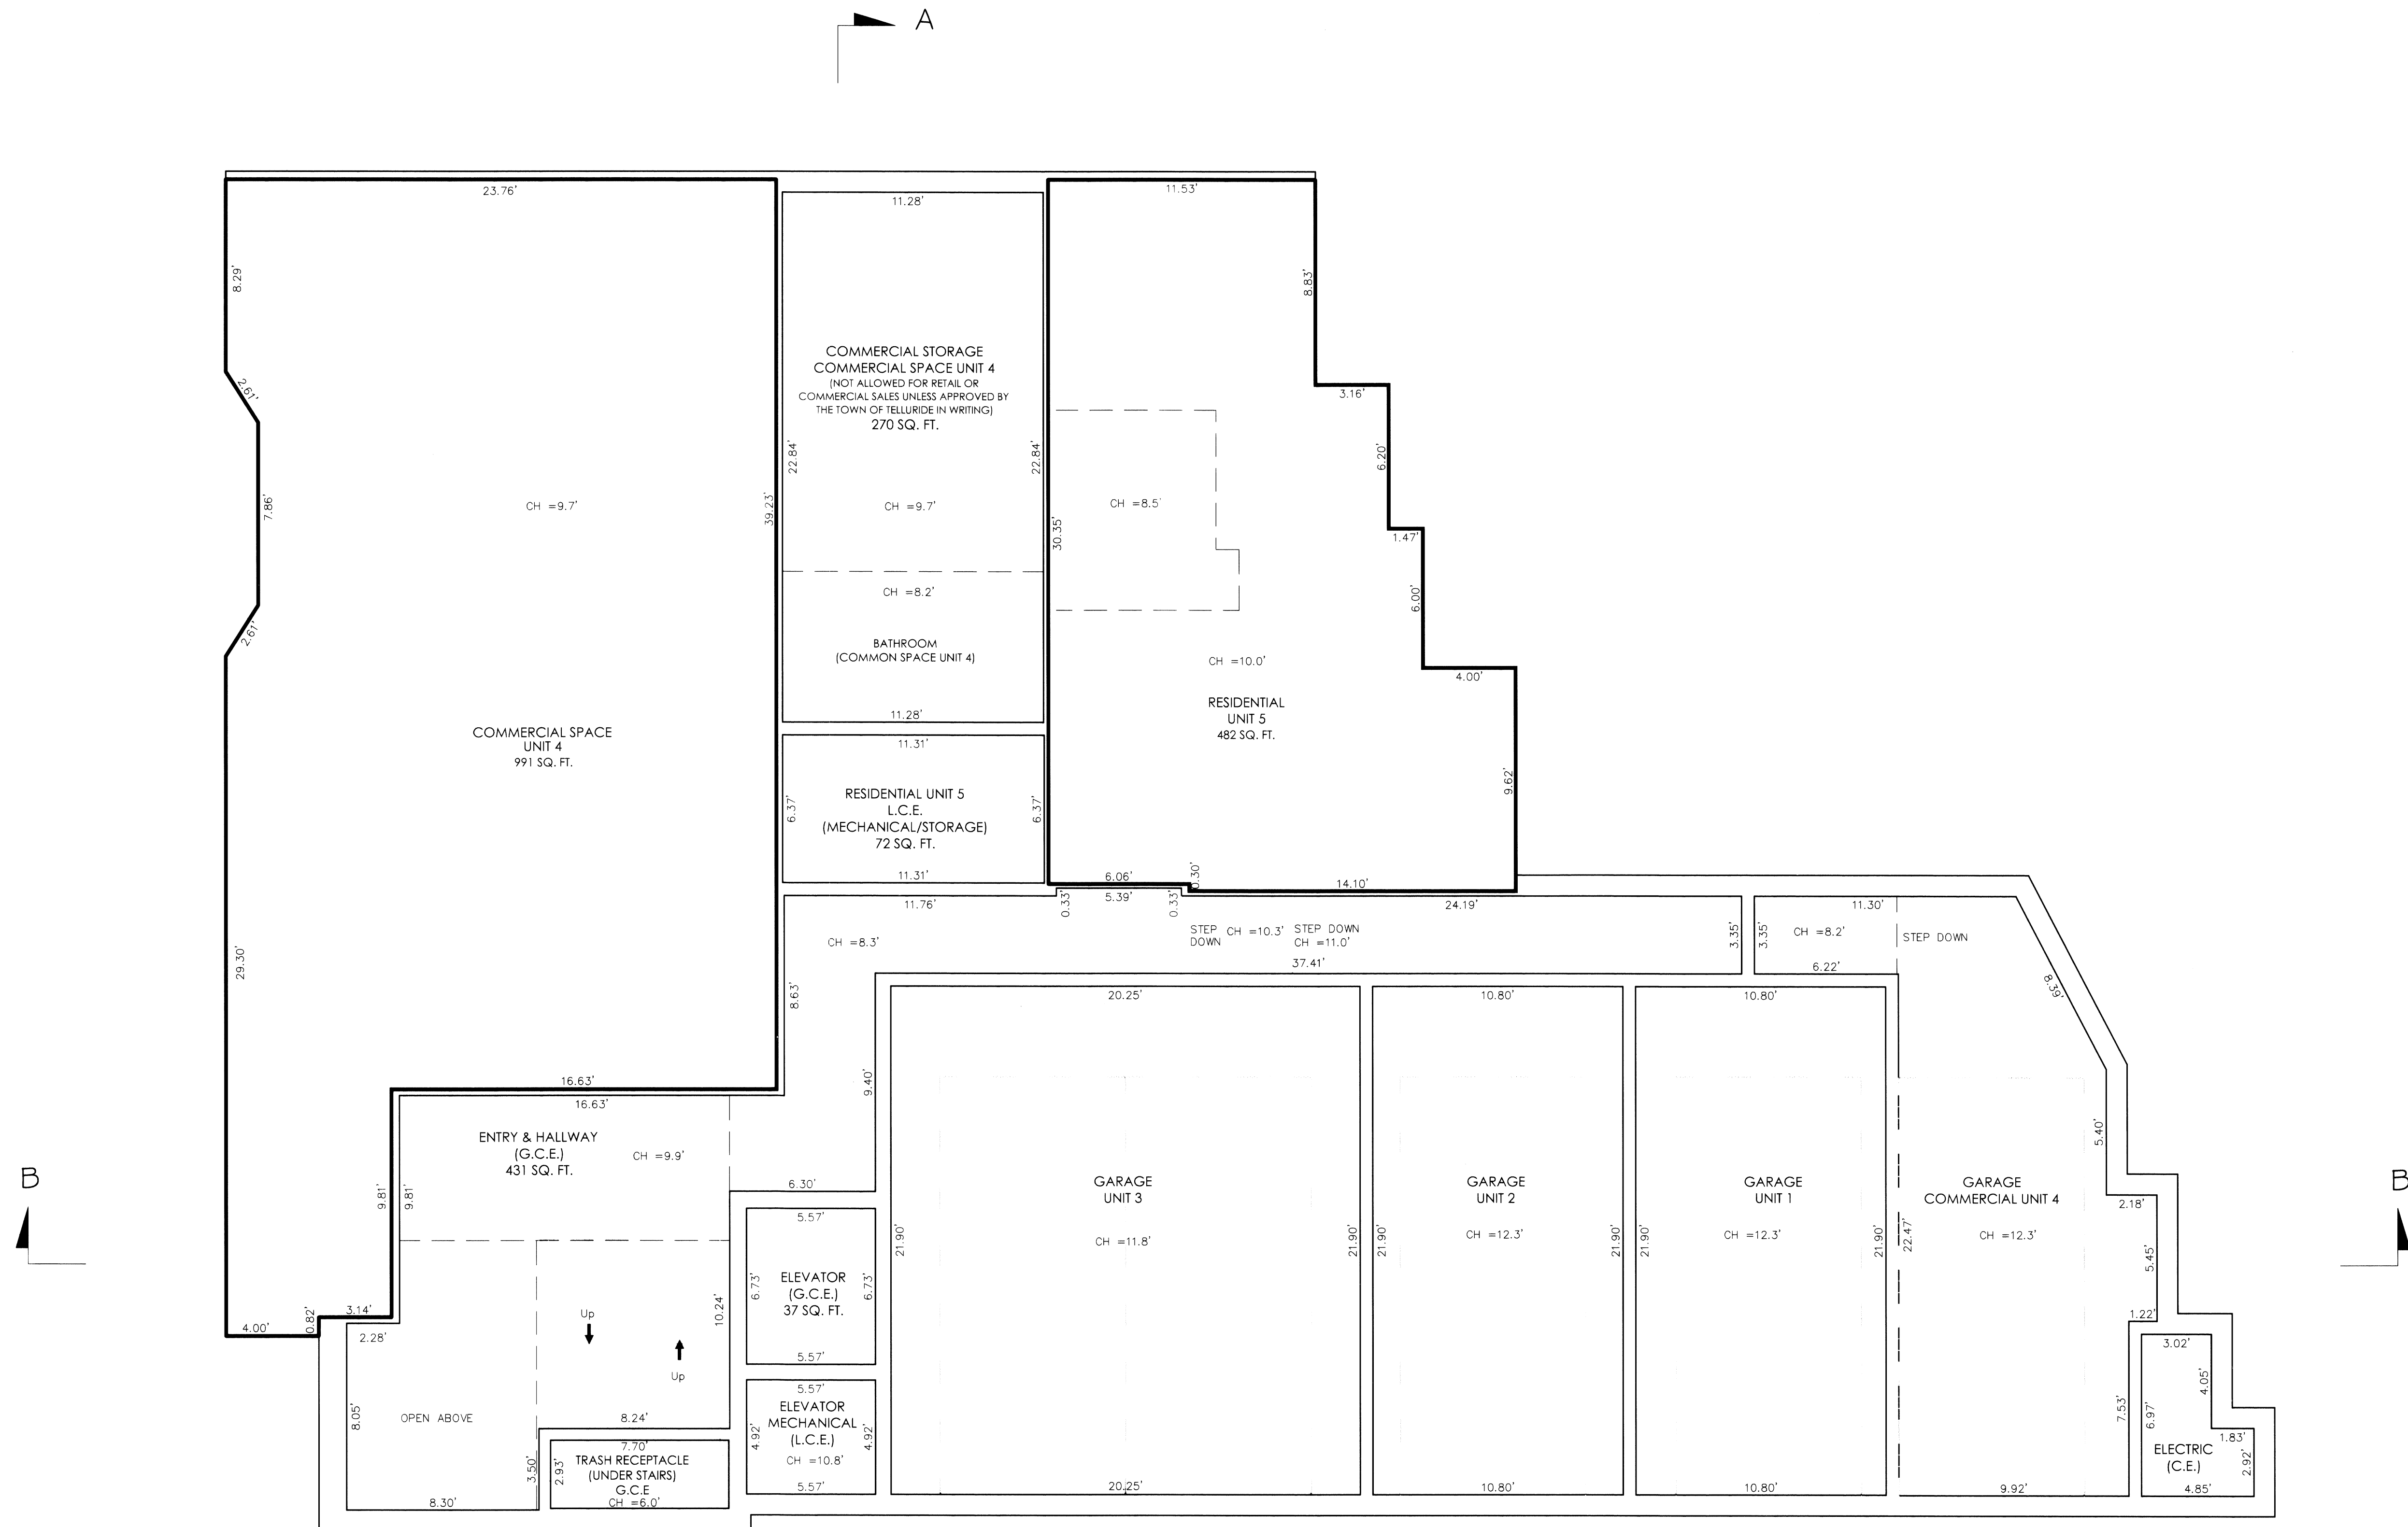 A
23.76'
11.28'
11.53'
8.29'
8.83'
2.61'
3.16'
COMMERCIAL STORAGE
COMMERCIAL SPACE UNIT 4
(NOT ALLOWED FOR RETAIL OR
COMMERCIAL SALES UNLESS APPROVED BY
THE TOWN OF TELLURIDE IN WRITING)
270 SQ. FT.
22.84'
22.84'
6.20'
7.86'
CH =9.7'
39.23'
CH =9.7'
30.35'
CH =8.5'
1.47'
6.00'
2.61'
CH =8.2'
BATHROOM
(COMMON SPACE UNIT 4)
CH =10.0'
4.00'
RESIDENTIAL
UNIT 5
482 SQ. FT.
11.28'
COMMERCIAL SPACE
UNIT 4
991 SQ. FT.
11.31'
9.62'
RESIDENTIAL UNIT 5
L.C.E.
(MECHANICAL/STORAGE)
72 SQ. FT.
6.37'
6.37'
11.31'
6.06'
0.30'
14.10'
11.76'
0.33'
5.39'
0.33'
24.19'
11.30'
29.30'
CH =8.3'
STEP
DOWN
CH =10.3'
STEP DOWN
CH =11.0'
3.35'
3.35'
CH =8.2'
STEP DOWN
37.41'
6.22'
8.63'
20.25'
10.80'
10.80'
8.39'
16.63'
16.63'
9.40'
5.40'
ENTRY & HALLWAY
(G.C.E.)
431 SQ. FT.
CH =9.9'
B
B
9.81'
9.81'
6.30'
5.57'
GARAGE
UNIT 3
CH =11.8'
21.90'
21.90'
GARAGE
UNIT 2
CH =12.3'
21.90'
21.90'
GARAGE
UNIT 1
CH =12.3'
21.90'
21.90'
22.47'
GARAGE
COMMERCIAL UNIT 4
CH =12.3'
2.18'
5.45'
6.73'
ELEVATOR
(G.C.E.)
37 SQ. FT.
6.73'
10.24'
4.00'
0.82'
3.14'
2.28'
Up
Up
1.22'
3.02'
5.57'
5.57'
4.05'
8.05'
OPEN ABOVE
8.24'
ELEVATOR
MECHANICAL
(L.C.E.)
CH =10.8'
4.92'
4.92'
7.53'
6.97'
1.83'
ELECTRIC
(C.E.)
2.92'
7.70'
TRASH RECEPTACLE
(UNDER STAIRS)
G.C.E
CH =6.0'
3.50'
2.93'
8.30'
5.57'
20.25'
10.80'
10.80'
9.92'
4.85'